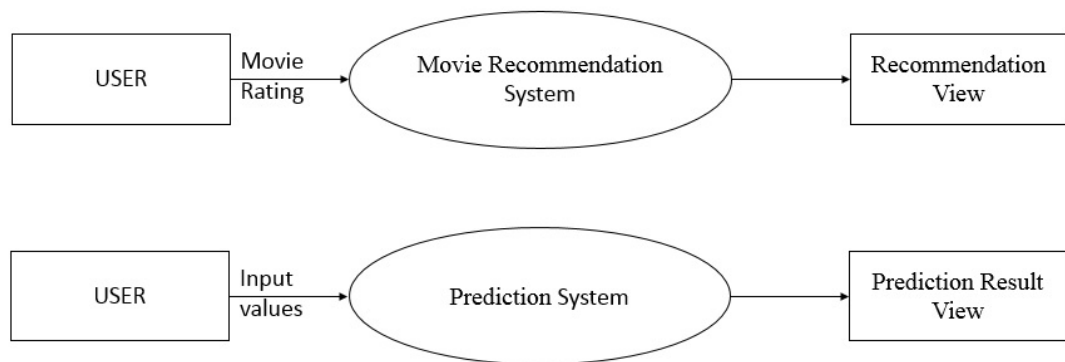 USER
Movie
Rating
Movie Recommendation
System
Recommendation
View
USER
Input
values
Prediction System
Prediction Result
View